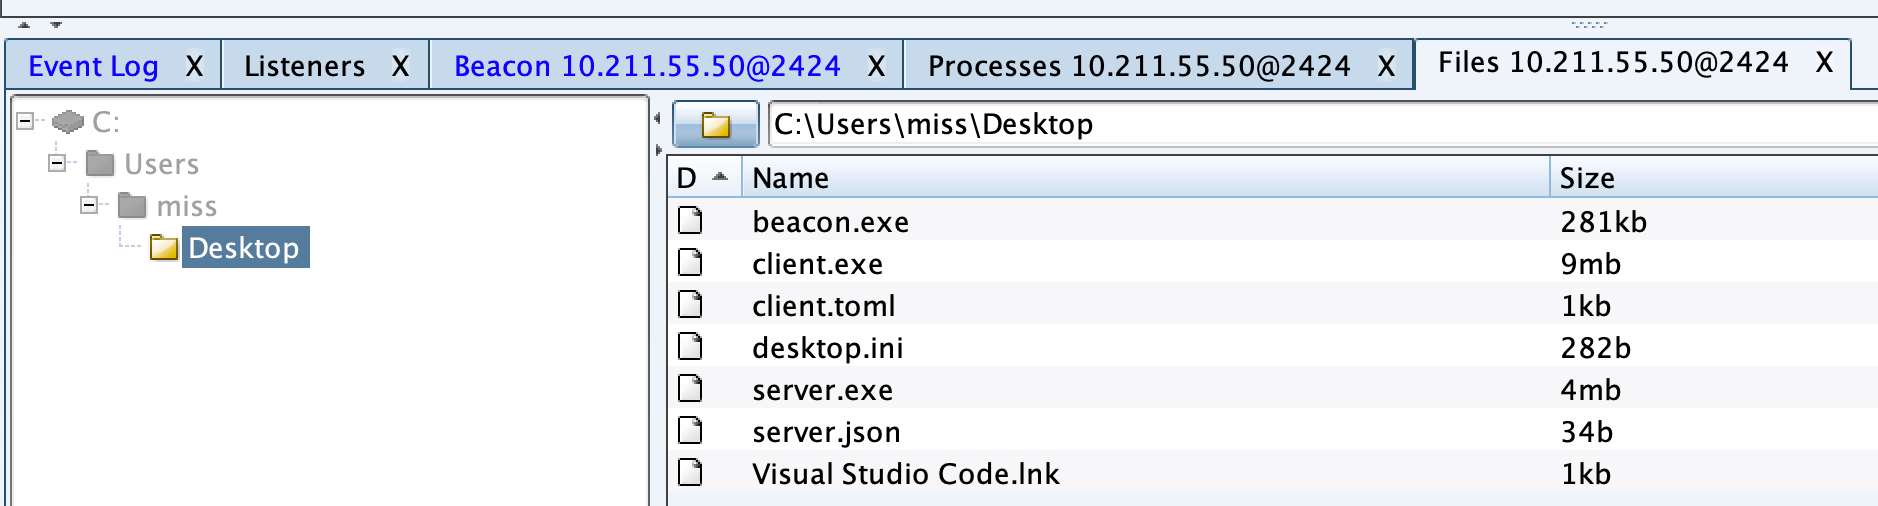 Event Log X Listeners X Beacon 10.211.55.50@2424 X Processes 10.211.55.50@2424 X Files 10.211.55.50@2424 X
C:
Users
miss
Desktop
C:\Users\miss\Desktop
D Name Size
beacon.exe 281kb
client.exe 9mb
client.toml 1kb
desktop.ini 282b
server.exe 4mb
server.json 34b
Visual Studio Code.lnk 1kb